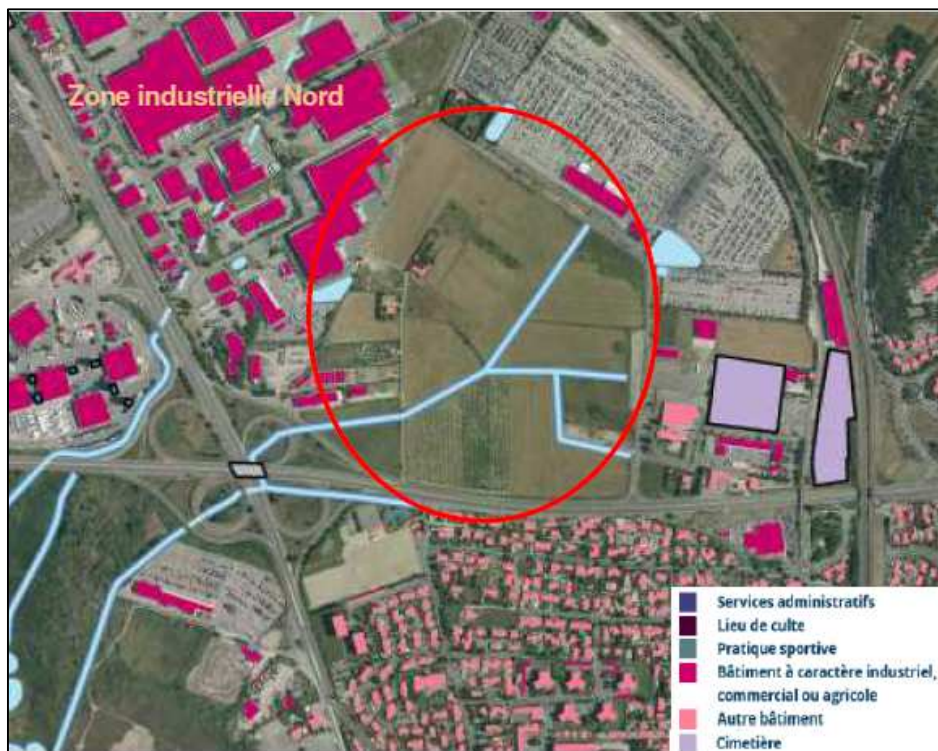 Zone industrielle Nord
Services administratifs
Lieu de culte
Pratique sportive
Bâtiment à caractère industriel,
commercial ou agricole
Autre bâtiment
Cimetière